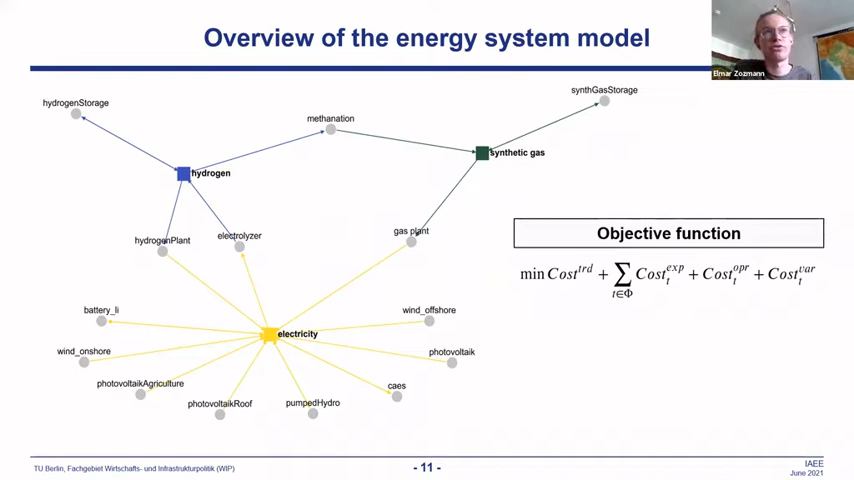 Overview of the energy system model
Elmar Zozmann
hydrogenStorage
synthGasStorage
methanation
synthetic gas
hydrogen
hydrogenPlant
electrolyzer
gas plant
Objective function
min Cost^{trd} + \sum_{t∈Φ} Cost_t^{exp} + Cost_t^{opr} + Cost_t^{var}
battery_li
wind_offshore
electricity
wind_onshore
photovoltaik
photovoltaikAgriculture
caes
photovoltaikRoof
pumpedHydro
TU Berlin, Fachgebiet Wirtschafts- und Infrastrukturpolitik (WIP)
- 11 -
IAEE
June 2021